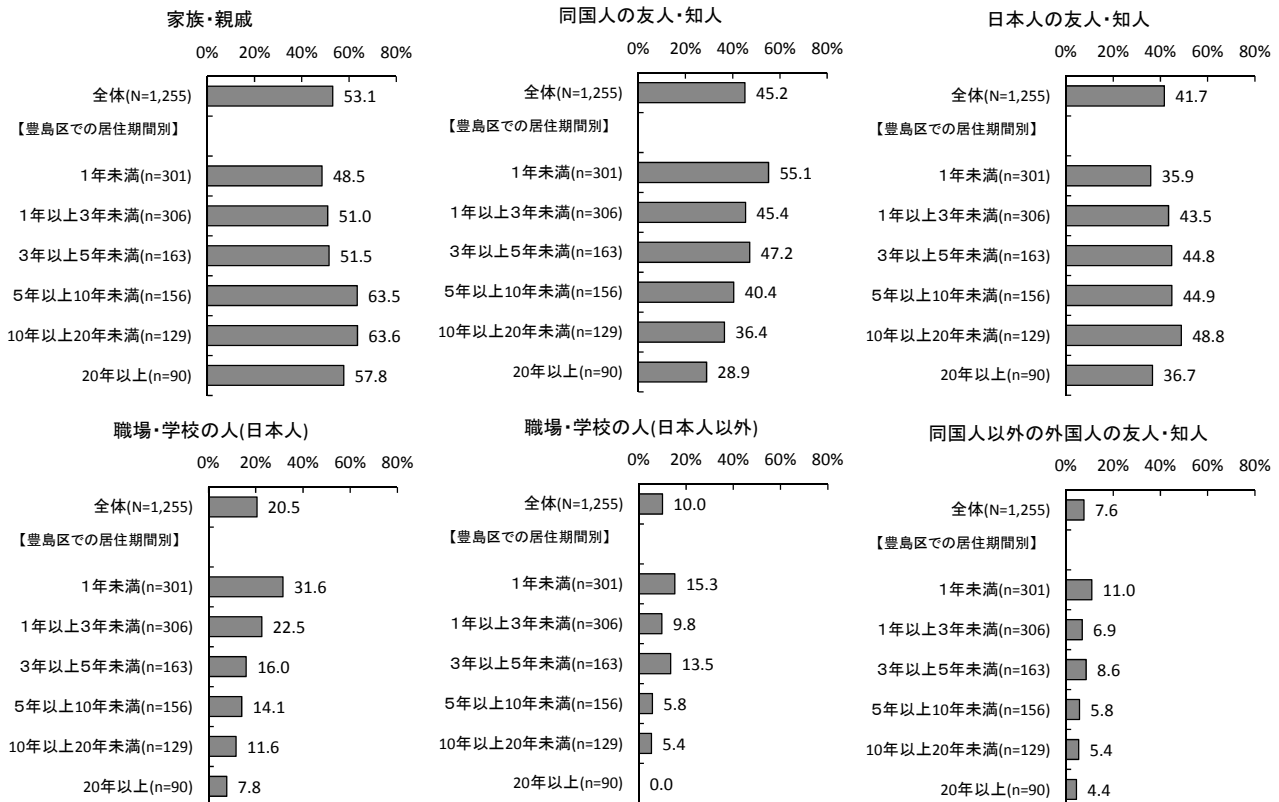 家族・親戚
0% 20% 40% 60% 80%
全体(N=1,255) 53.1
【豊島区での居住期間別】
1年未満(n=301) 48.5
1年以上3年未満(n=306) 51.0
3年以上5年未満(n=163) 51.5
5年以上10年未満(n=156) 63.5
10年以上20年未満(n=129) 63.6
20年以上(n=90) 57.8
同国人の友人・知人
0% 20% 40% 60% 80%
全体(N=1,255) 45.2
【豊島区での居住期間別】
1年未満(n=301) 55.1
1年以上3年未満(n=306) 45.4
3年以上5年未満(n=163) 47.2
5年以上10年未満(n=156) 40.4
10年以上20年未満(n=129) 36.4
20年以上(n=90) 28.9
日本人の友人・知人
0% 20% 40% 60% 80%
全体(N=1,255) 41.7
【豊島区での居住期間別】
1年未満(n=301) 35.9
1年以上3年未満(n=306) 43.5
3年以上5年未満(n=163) 44.8
5年以上10年未満(n=156) 44.9
10年以上20年未満(n=129) 48.8
20年以上(n=90) 36.7
職場・学校の人(日本人)
0% 20% 40% 60% 80%
全体(N=1,255) 20.5
【豊島区での居住期間別】
1年未満(n=301) 31.6
1年以上3年未満(n=306) 22.5
3年以上5年未満(n=163) 16.0
5年以上10年未満(n=156) 14.1
10年以上20年未満(n=129) 11.6
20年以上(n=90) 7.8
職場・学校の人(日本人以外)
0% 20% 40% 60% 80%
全体(N=1,255) 10.0
【豊島区での居住期間別】
1年未満(n=301) 15.3
1年以上3年未満(n=306) 9.8
3年以上5年未満(n=163) 13.5
5年以上10年未満(n=156) 5.8
10年以上20年未満(n=129) 5.4
20年以上(n=90) 0.0
同国人以外の外国人の友人・知人
0% 20% 40% 60% 80%
全体(N=1,255) 7.6
【豊島区での居住期間別】
1年未満(n=301) 11.0
1年以上3年未満(n=306) 6.9
3年以上5年未満(n=163) 8.6
5年以上10年未満(n=156) 5.8
10年以上20年未満(n=129) 5.4
20年以上(n=90) 4.4